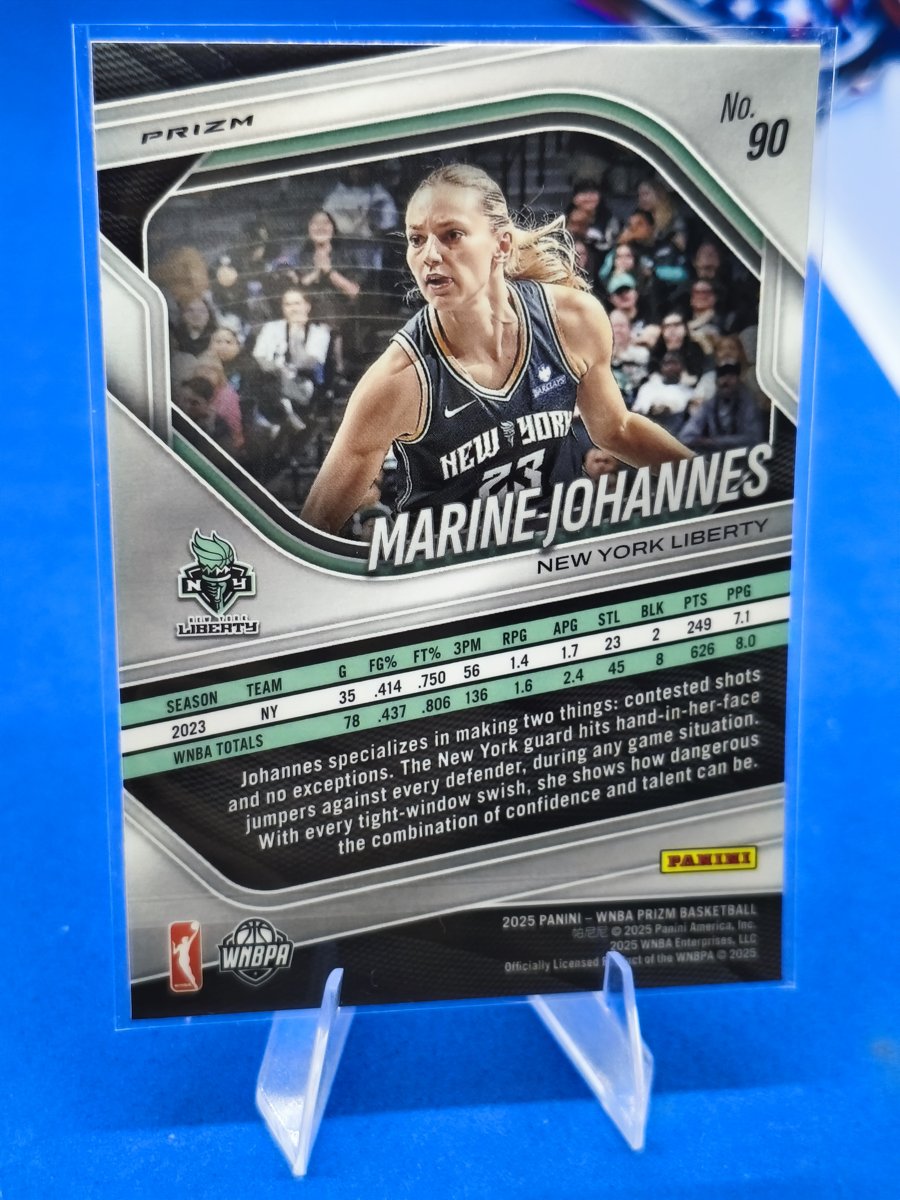 PRIZM
No.
90
BARCLAYS
NEW YORK
23
MARINE JOHANNES
NEW YORK LIBERTY
NY
NEW YORK
LIBERTY
SEASON TEAM G FG% FT% 3PM RPG APG STL BLK PTS PPG
2023 NY 35 .414 .750 56 1.4 1.7 23 2 249 7.1
WNBA TOTALS 78 .437 .806 136 1.6 2.4 45 8 626 8.0
Johannes specializes in making two things: contested shots
and no exceptions. The New York guard hits hand-in-her-face
jumpers against every defender, during any game situation.
With every tight-window swish, she shows how dangerous
the combination of confidence and talent can be.
PANINI
WNBPA
2025 PANINI – WNBA PRIZM BASKETBALL
帕尼尼 © 2025 Panini America, Inc.
2025 WNBA Enterprises, LLC
Officially Licensed Product of the WNBPA © 2025